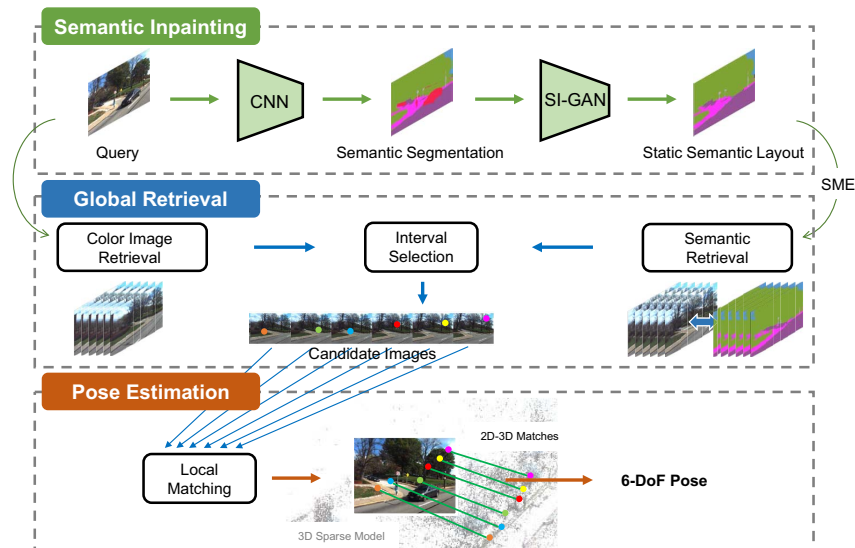 Semantic Inpainting
CNN
SI-GAN
Query
Semantic Segmentation
Static Semantic Layout
SME
Global Retrieval
Color Image
Retrieval
Interval
Selection
Semantic
Retrieval
Candidate Images
Pose Estimation
2D-3D Matches
Local
Matching
6-DoF Pose
3D Sparse Model